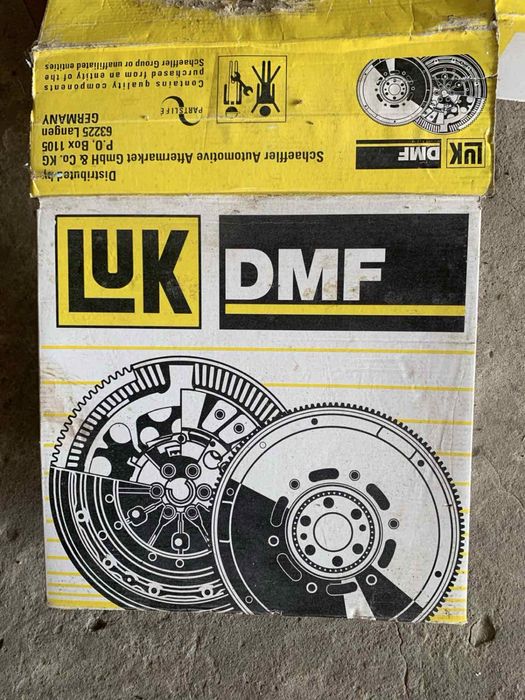 Distributed by
Schaeffler Automotive Aftermarket GmbH & Co. KG
P.O. Box 1105
63225 Langen
GERMANY
PARTSLIFE
Contains quality components
purchased from an entity of the
Schaeffler Group or unaffiliated entities
LUK DMF
LUK DMF